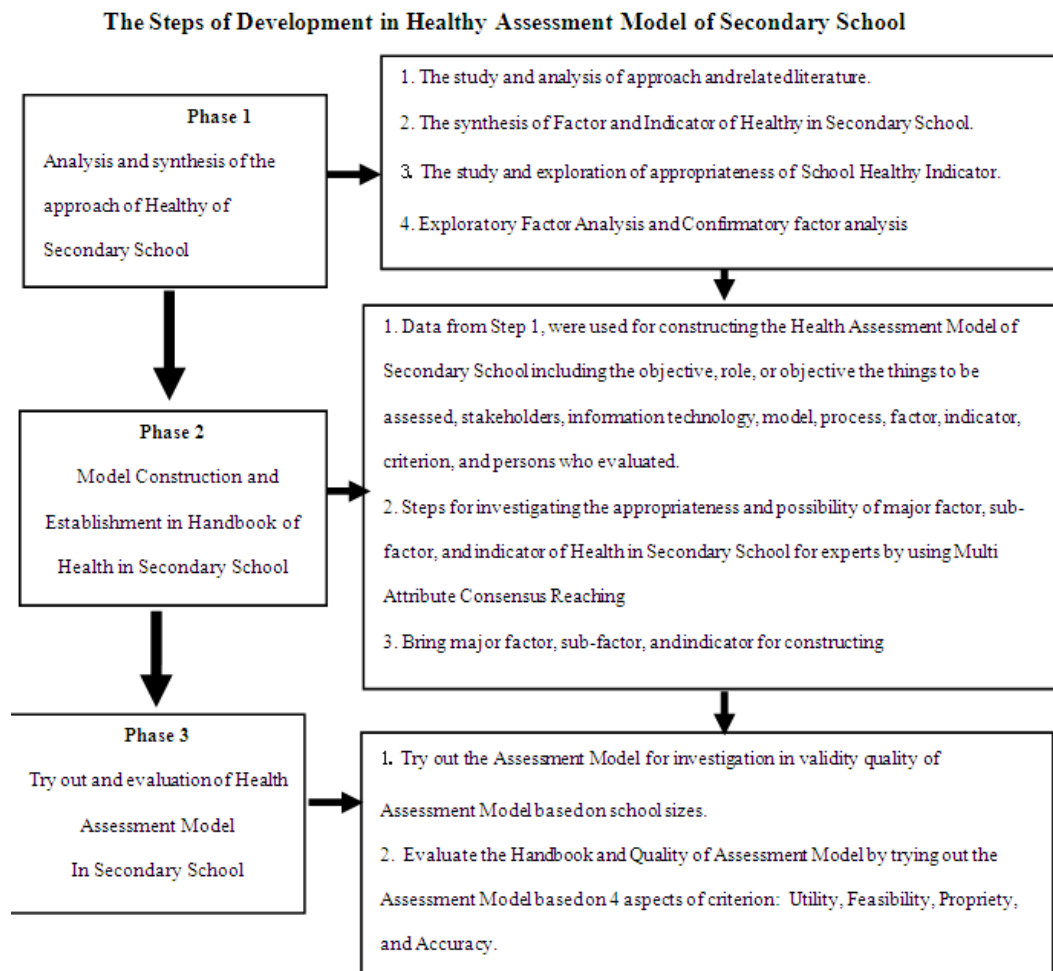 The Steps of Development in Healthy Assessment Model of Secondary School
Phase 1
Analysis and synthesis of the
approach of Healthy of
Secondary School
1. The study and analysis of approach and related literature.
2. The synthesis of Factor and Indicator of Healthy in Secondary School.
3. The study and exploration of appropriateness of School Healthy Indicator.
4. Exploratory Factor Analysis and Confirmatory factor analysis
Phase 2
Model Construction and
Establishment in Handbook of
Health in Secondary School
1. Data from Step 1, were used for constructing the Health Assessment Model of
Secondary School including the objective, role, or objective the things to be
assessed, stakeholders, information technology, model, process, factor, indicator,
criterion, and persons who evaluated.
2. Steps for investigating the appropriateness and possibility of major factor, sub-
factor, and indicator of Health in Secondary School for experts by using Multi
Attribute Consensus Reaching
3. Bring major factor, sub-factor, and indicator for constructing
Phase 3
Try out and evaluation of Health
Assessment Model
In Secondary School
1. Try out the Assessment Model for investigation in validity quality of
Assessment Model based on school sizes.
2. Evaluate the Handbook and Quality of Assessment Model by trying out the
Assessment Model based on 4 aspects of criterion: Utility, Feasibility, Propriety,
and Accuracy.